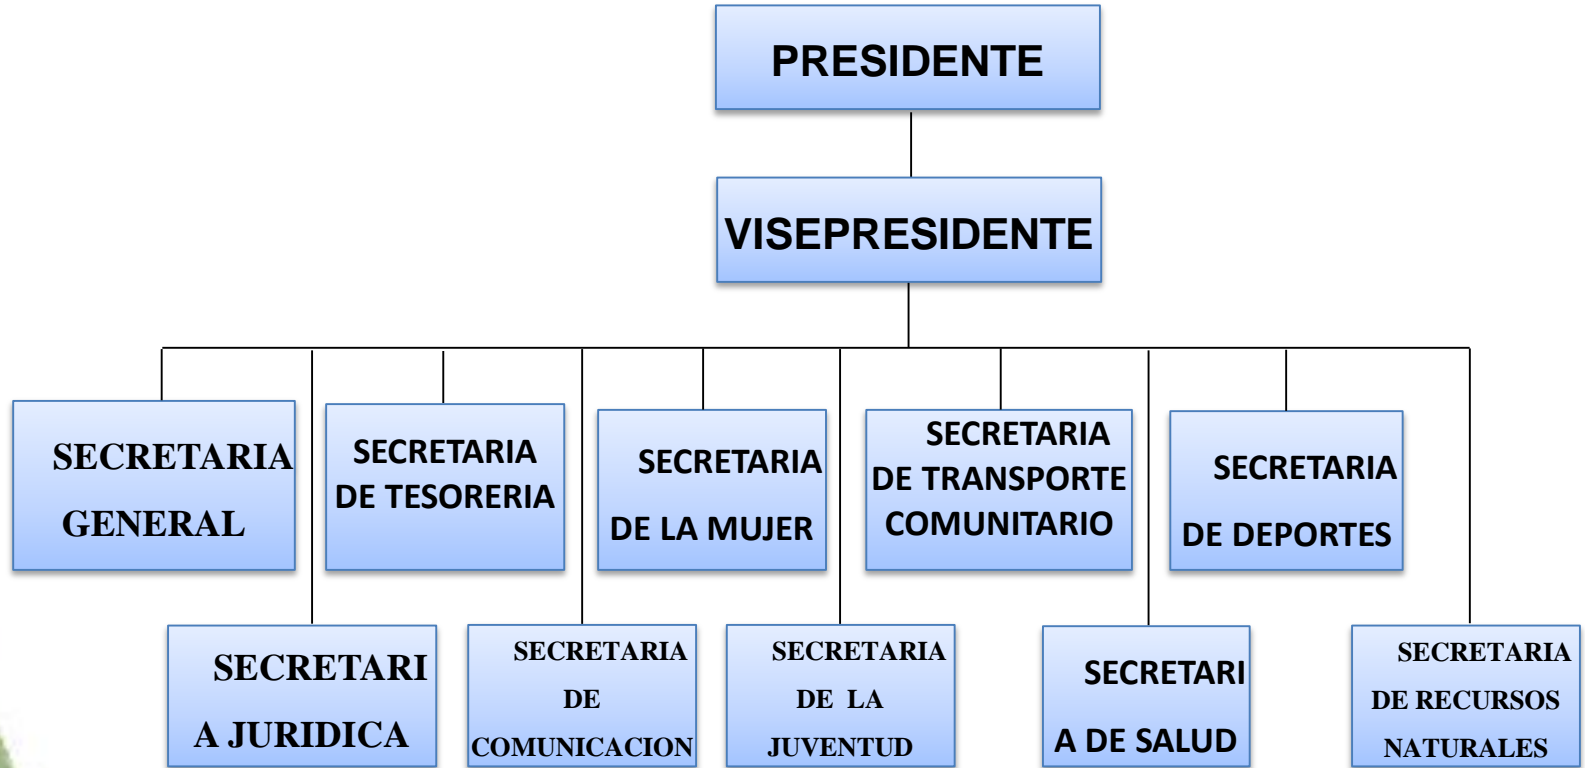 PRESIDENTE
VISEPRESIDENTE
SECRETARIA
GENERAL
SECRETARIA
DE TESORERIA
SECRETARIA
DE LA MUJER
SECRETARIA
DE TRANSPORTE
COMUNITARIO
SECRETARIA
DE DEPORTES
SECRETARI
A JURIDICA
SECRETARIA
DE
COMUNICACION
SECRETARIA
DE LA
JUVENTUD
SECRETARI
A DE SALUD
SECRETARIA
DE RECURSOS
NATURALES